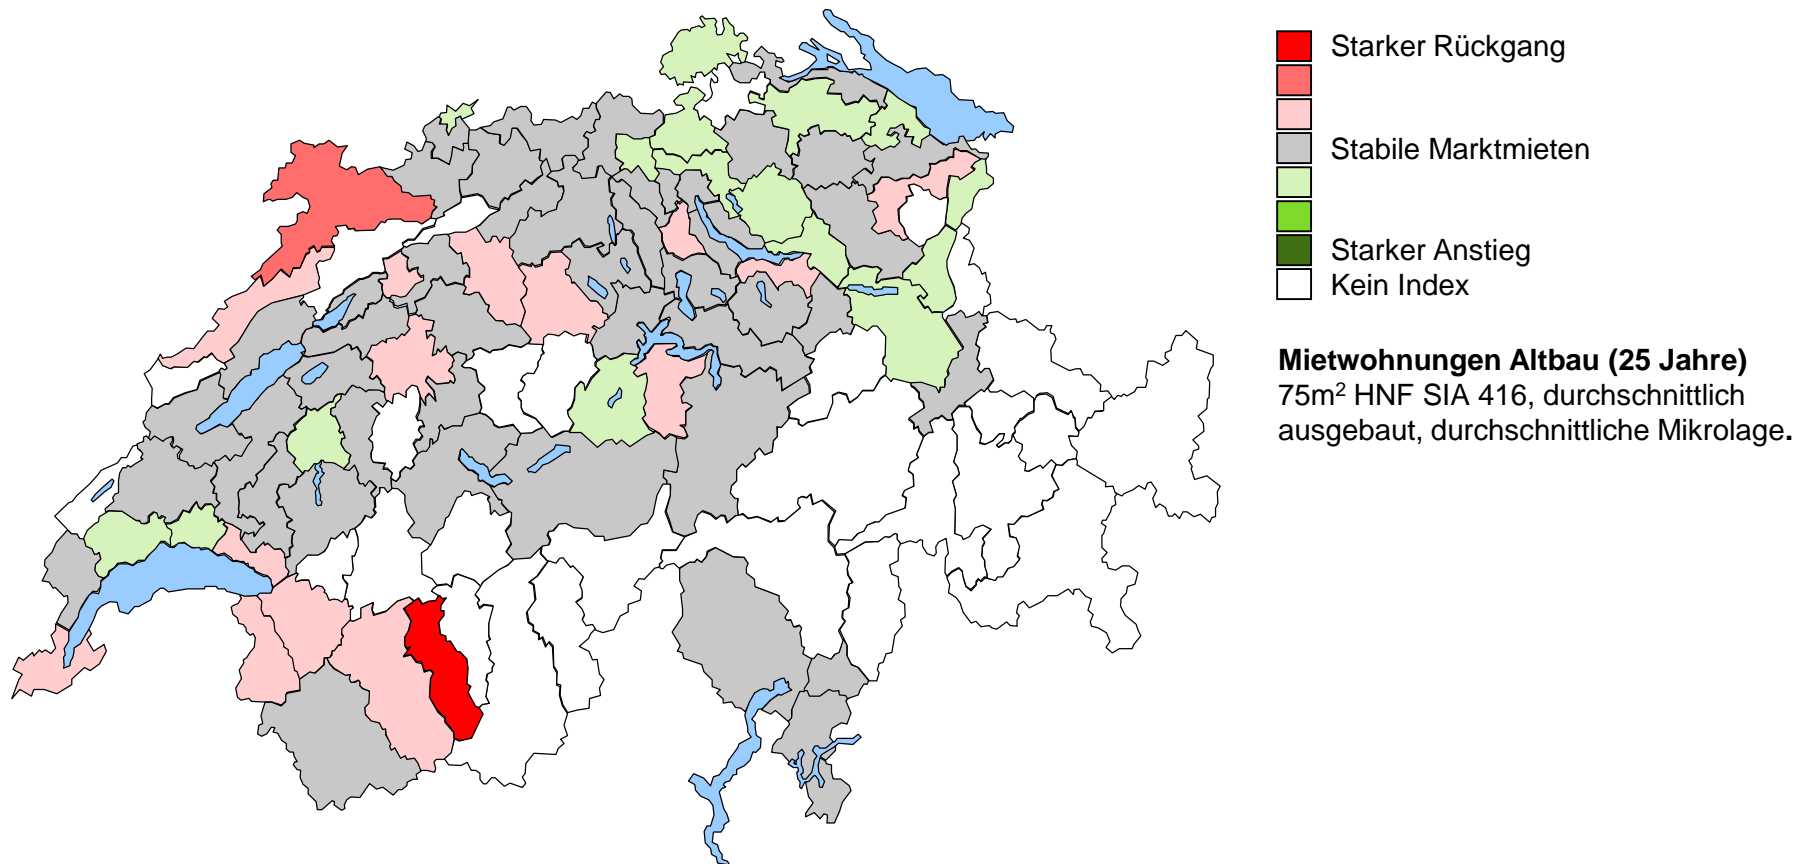 Starker Rückgang
Stabile Marktmieten
Starker Anstieg
Kein Index
Mietwohnungen Altbau (25 Jahre)
75m² HNF SIA 416, durchschnittlich
ausgebaut, durchschnittliche Mikrolage.